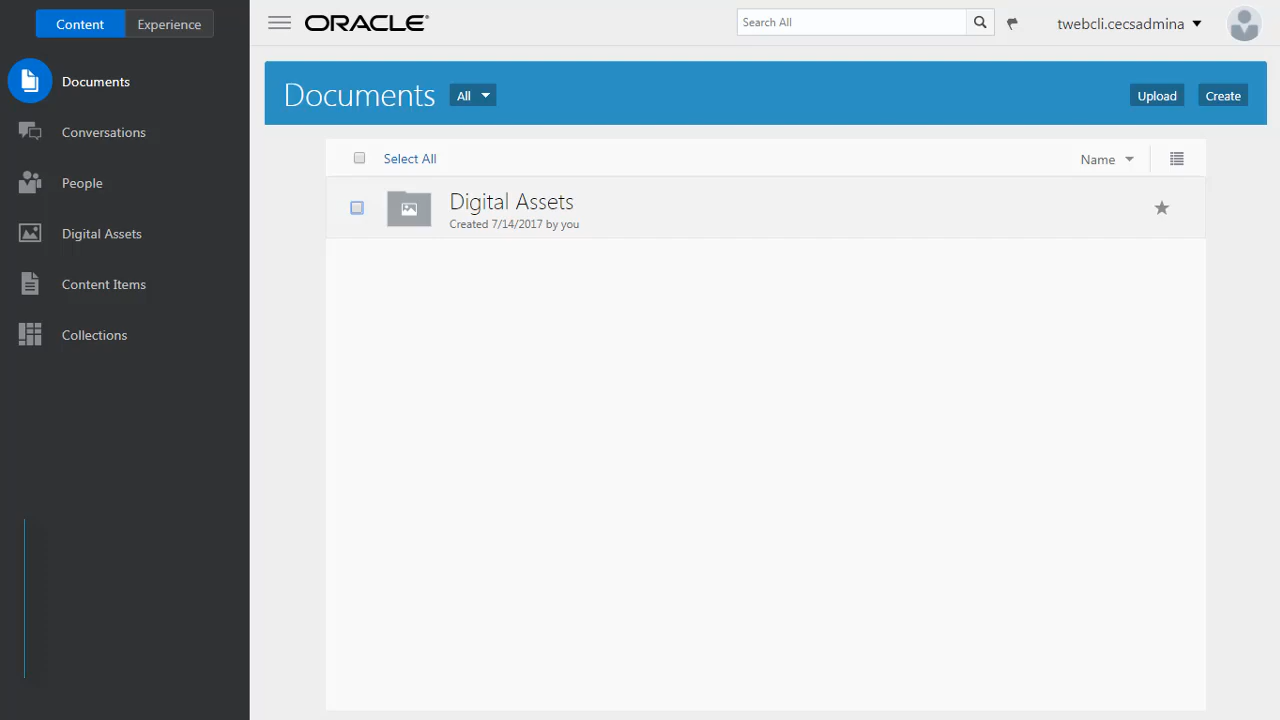 Content Experience
ORACLE®
Search All
twebcli.cecsadmina
Documents
Conversations
People
Digital Assets
Content Items
Collections
Documents All
Upload Create
Select All
Name
Digital Assets
Created 7/14/2017 by you